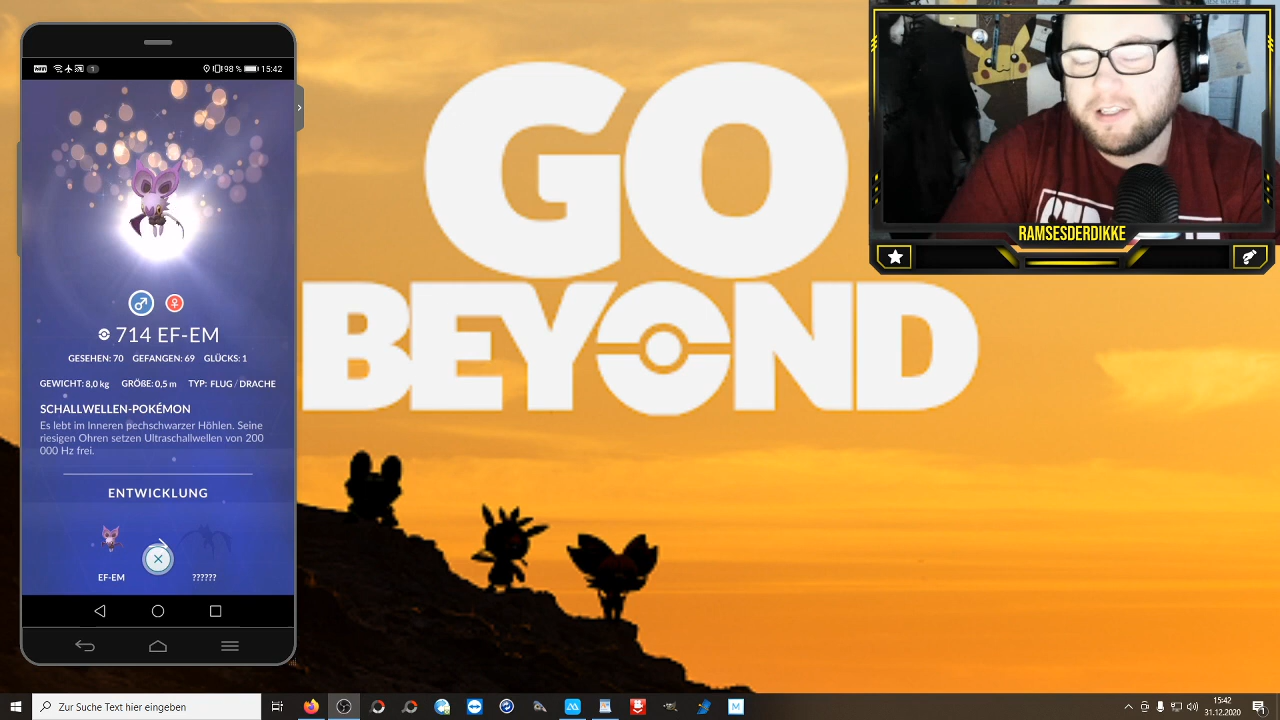 1
98 %
15:42
714 EF-EM
GESEHEN: 70 GEFANGEN: 69 GLÜCKS: 1
GEWICHT: 8,0 kg GRÖßE: 0,5 m TYP: FLUG / DRACHE
SCHALLWELLEN-POKÉMON
Es lebt im Inneren pechschwarzer Höhlen. Seine
riesigen Ohren setzen Ultraschallwellen von 200
000 Hz frei.
ENTWICKLUNG
EF-EM
??????
GO
BEYOND
RAMSESDERDIKKE
Zur Suche Text hier eingeben
15:42
31.12.2020